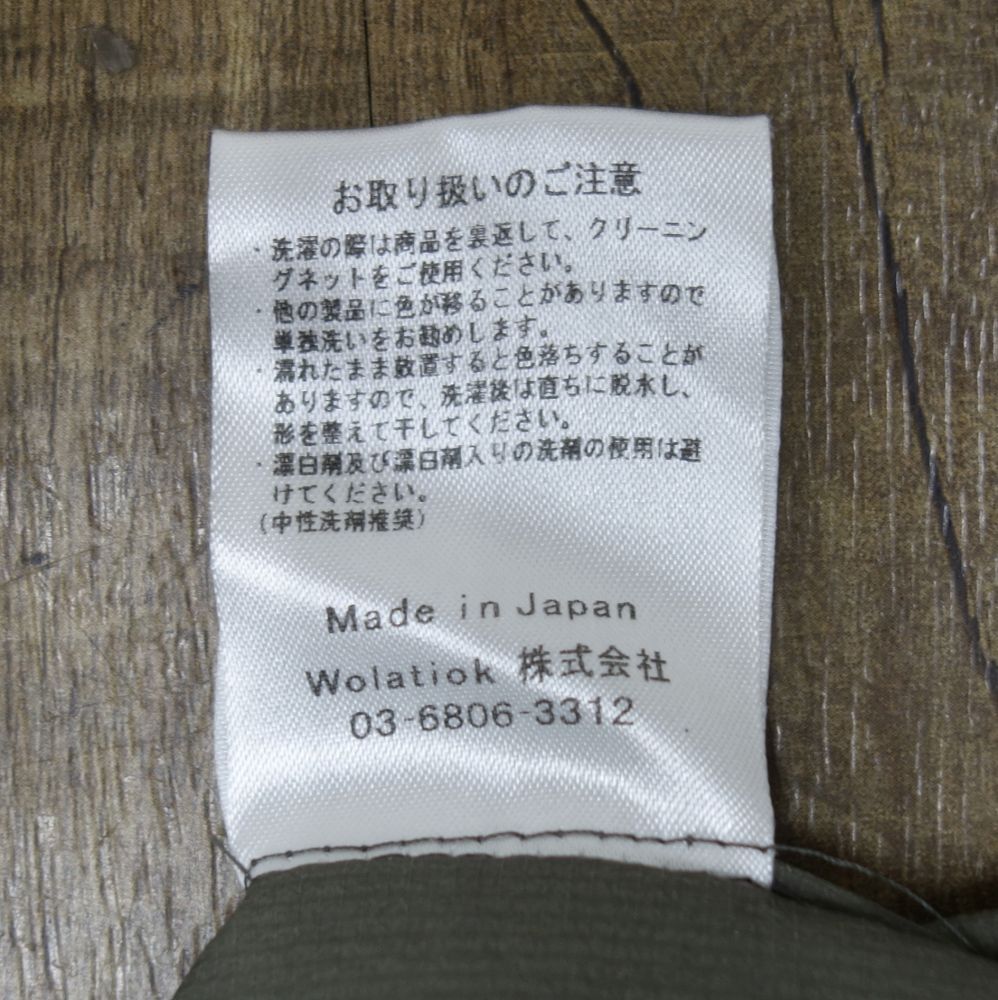 お取り扱いのご注意
・洗濯の際は商品を裏返して、クリーニン
グネットをご使用ください。
・他の製品に色が移ることがありますので
単独洗いをお勧めします。
・濡れたまま放置すると色落ちすることが
ありますので、洗濯後は直ちに脱水し、
形を整えて干してください。
・漂白剤及び漂白剤入りの洗剤の使用は避
けてください。
(中性洗剤推奨)
Made in Japan
Wolatiok 株式会社
03-6806-3312